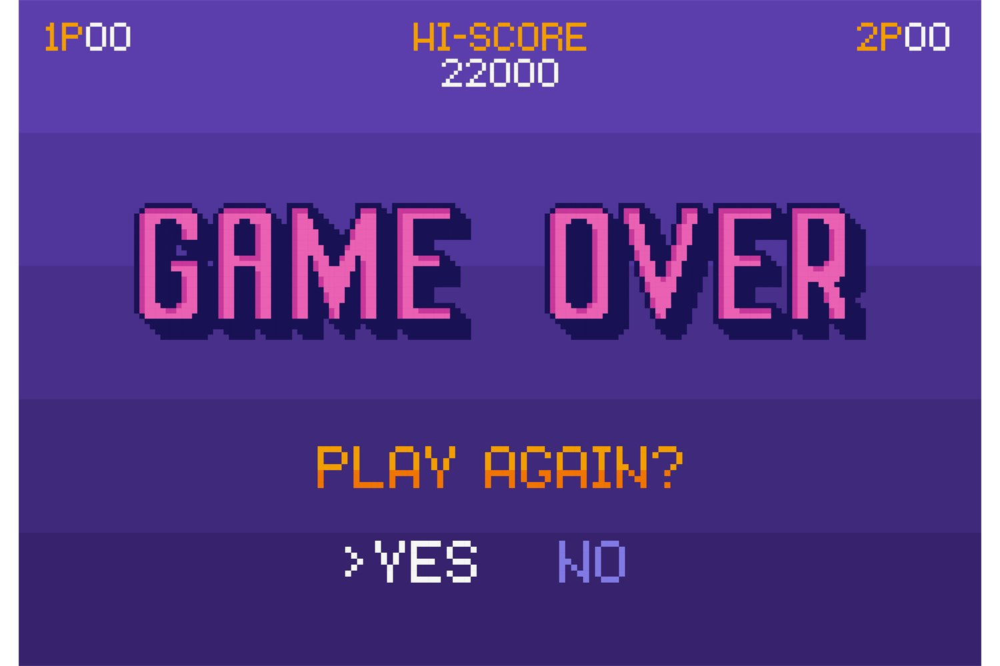 1P00 HI-SCORE 2P00
22000
GAME OVER
PLAY AGAIN?
>YES NO